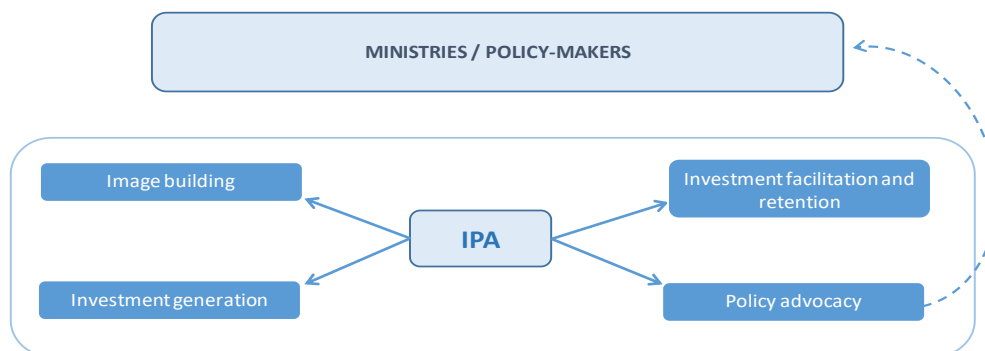 MINISTRIES / POLICY-MAKERS
Image building
Investment facilitation and
retention
IPA
Investment generation
Policy advocacy